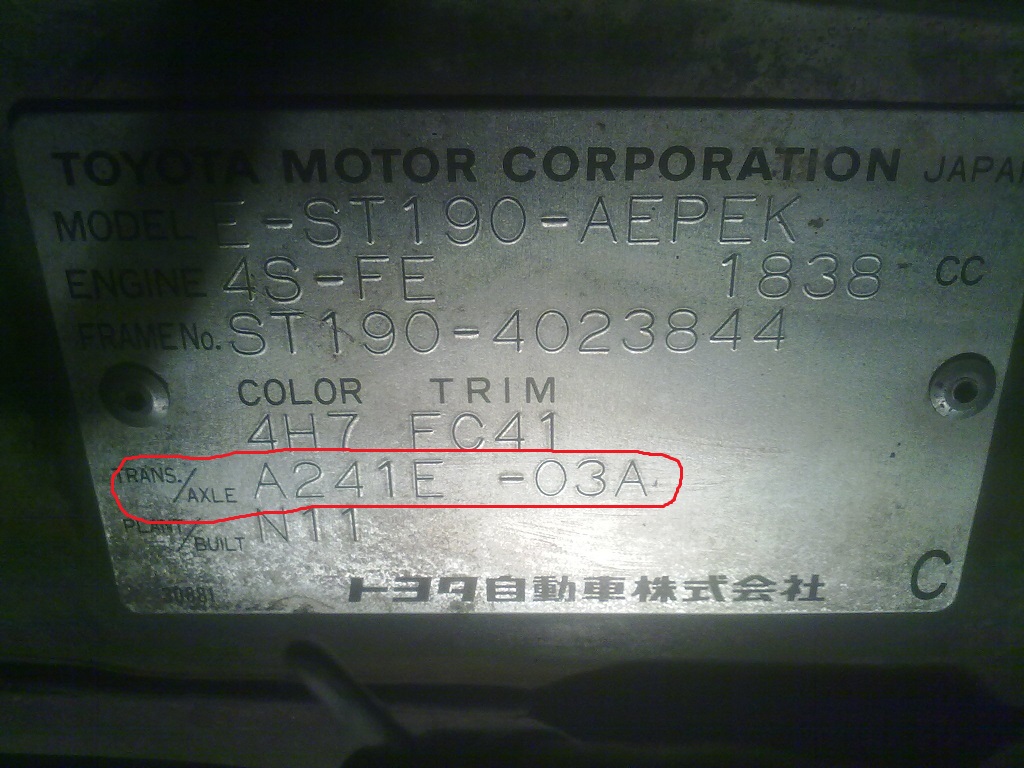 TOYOTA MOTOR CORPORATION JAPAN
MODEL E-ST190-AEPEK
ENGINE 4S-FE 1838 CC
FRAME No. ST190-4023844
COLOR TRIM
4H7 FC41
TRANS./AXLE A241E -03A
PLANT/BUILT N11
30681
トヨタ自動車株式会社
C